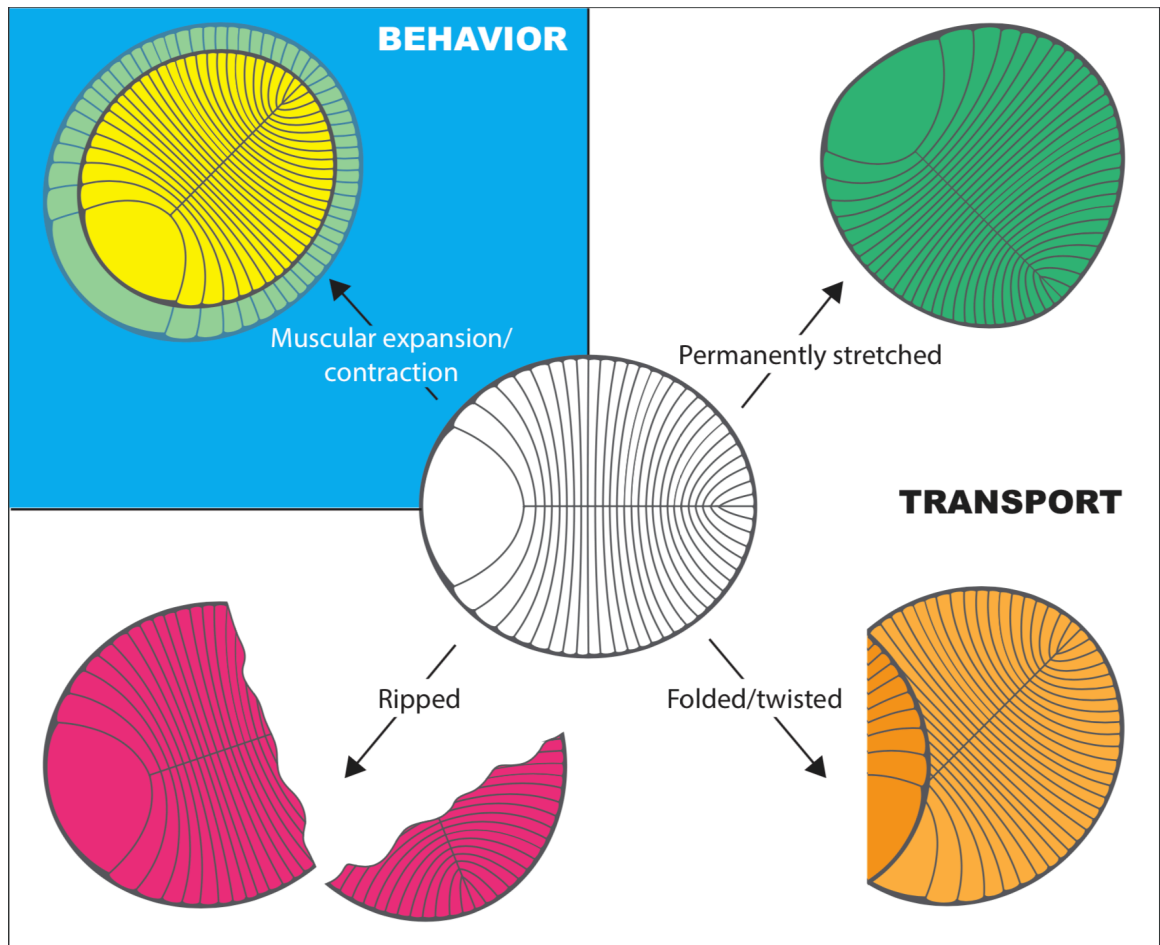 BEHAVIOR
Muscular expansion/
contraction
Permanently stretched
TRANSPORT
Ripped
Folded/twisted